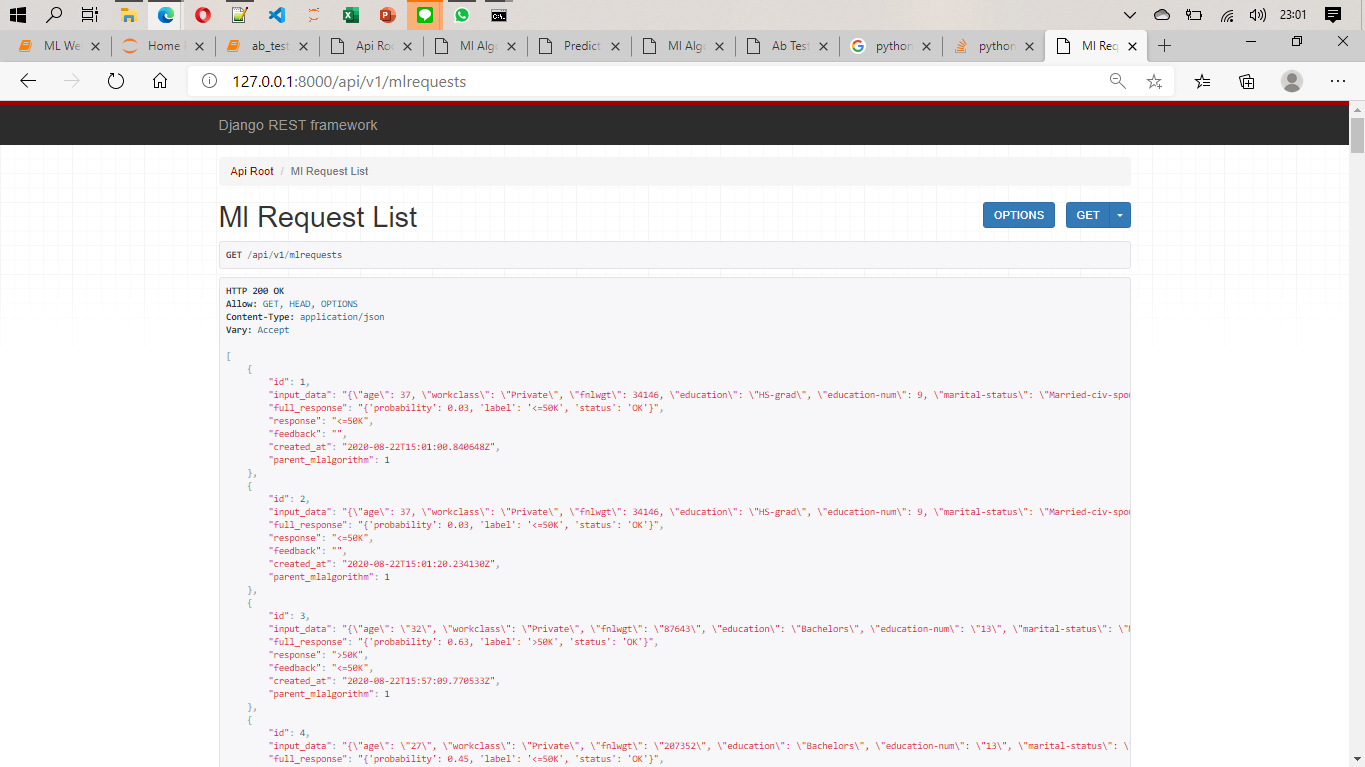 23:01
ML We
Home
ab_test
Api Roo
Ml Algo
Predict
Ml Algo
Ab Test
python
python
Ml Req
127.0.0.1:8000/api/v1/mlrequests
Django REST framework
Api Root / Ml Request List
Ml Request List
OPTIONS GET
GET /api/v1/mlrequests
HTTP 200 OK
Allow: GET, HEAD, OPTIONS
Content-Type: application/json
Vary: Accept
[
{
"id": 1,
"input_data": "{\"age\": 37, \"workclass\": \"Private\", \"fnlwgt\": 34146, \"education\": \"HS-grad\", \"education-num\": 9, \"marital-status\": \"Married-civ-spou
"full_response": "{'probability': 0.03, 'label': '<=50K', 'status': 'OK'}",
"response": "<=50K",
"feedback": "",
"created_at": "2020-08-22T15:01:00.840648Z",
"parent_mlalgorithm": 1
},
{
"id": 2,
"input_data": "{\"age\": 37, \"workclass\": \"Private\", \"fnlwgt\": 34146, \"education\": \"HS-grad\", \"education-num\": 9, \"marital-status\": \"Married-civ-spou
"full_response": "{'probability': 0.03, 'label': '<=50K', 'status': 'OK'}",
"response": "<=50K",
"feedback": "",
"created_at": "2020-08-22T15:01:20.234130Z",
"parent_mlalgorithm": 1
},
{
"id": 3,
"input_data": "{\"age\": \"32\", \"workclass\": \"Private\", \"fnlwgt\": \"87643\", \"education\": \"Bachelors\", \"education-num\": \"13\", \"marital-status\": \"
"full_response": "{'probability': 0.63, 'label': '>50K', 'status': 'OK'}",
"response": ">50K",
"feedback": "<=50K",
"created_at": "2020-08-22T15:57:09.770533Z",
"parent_mlalgorithm": 1
},
{
"id": 4,
"input_data": "{\"age\": \"27\", \"workclass\": \"Private\", \"fnlwgt\": \"207352\", \"education\": \"Bachelors\", \"education-num\": \"13\", \"marital-status\": \
"full_response": "{'probability': 0.45, 'label': '<=50K', 'status': 'OK'}",